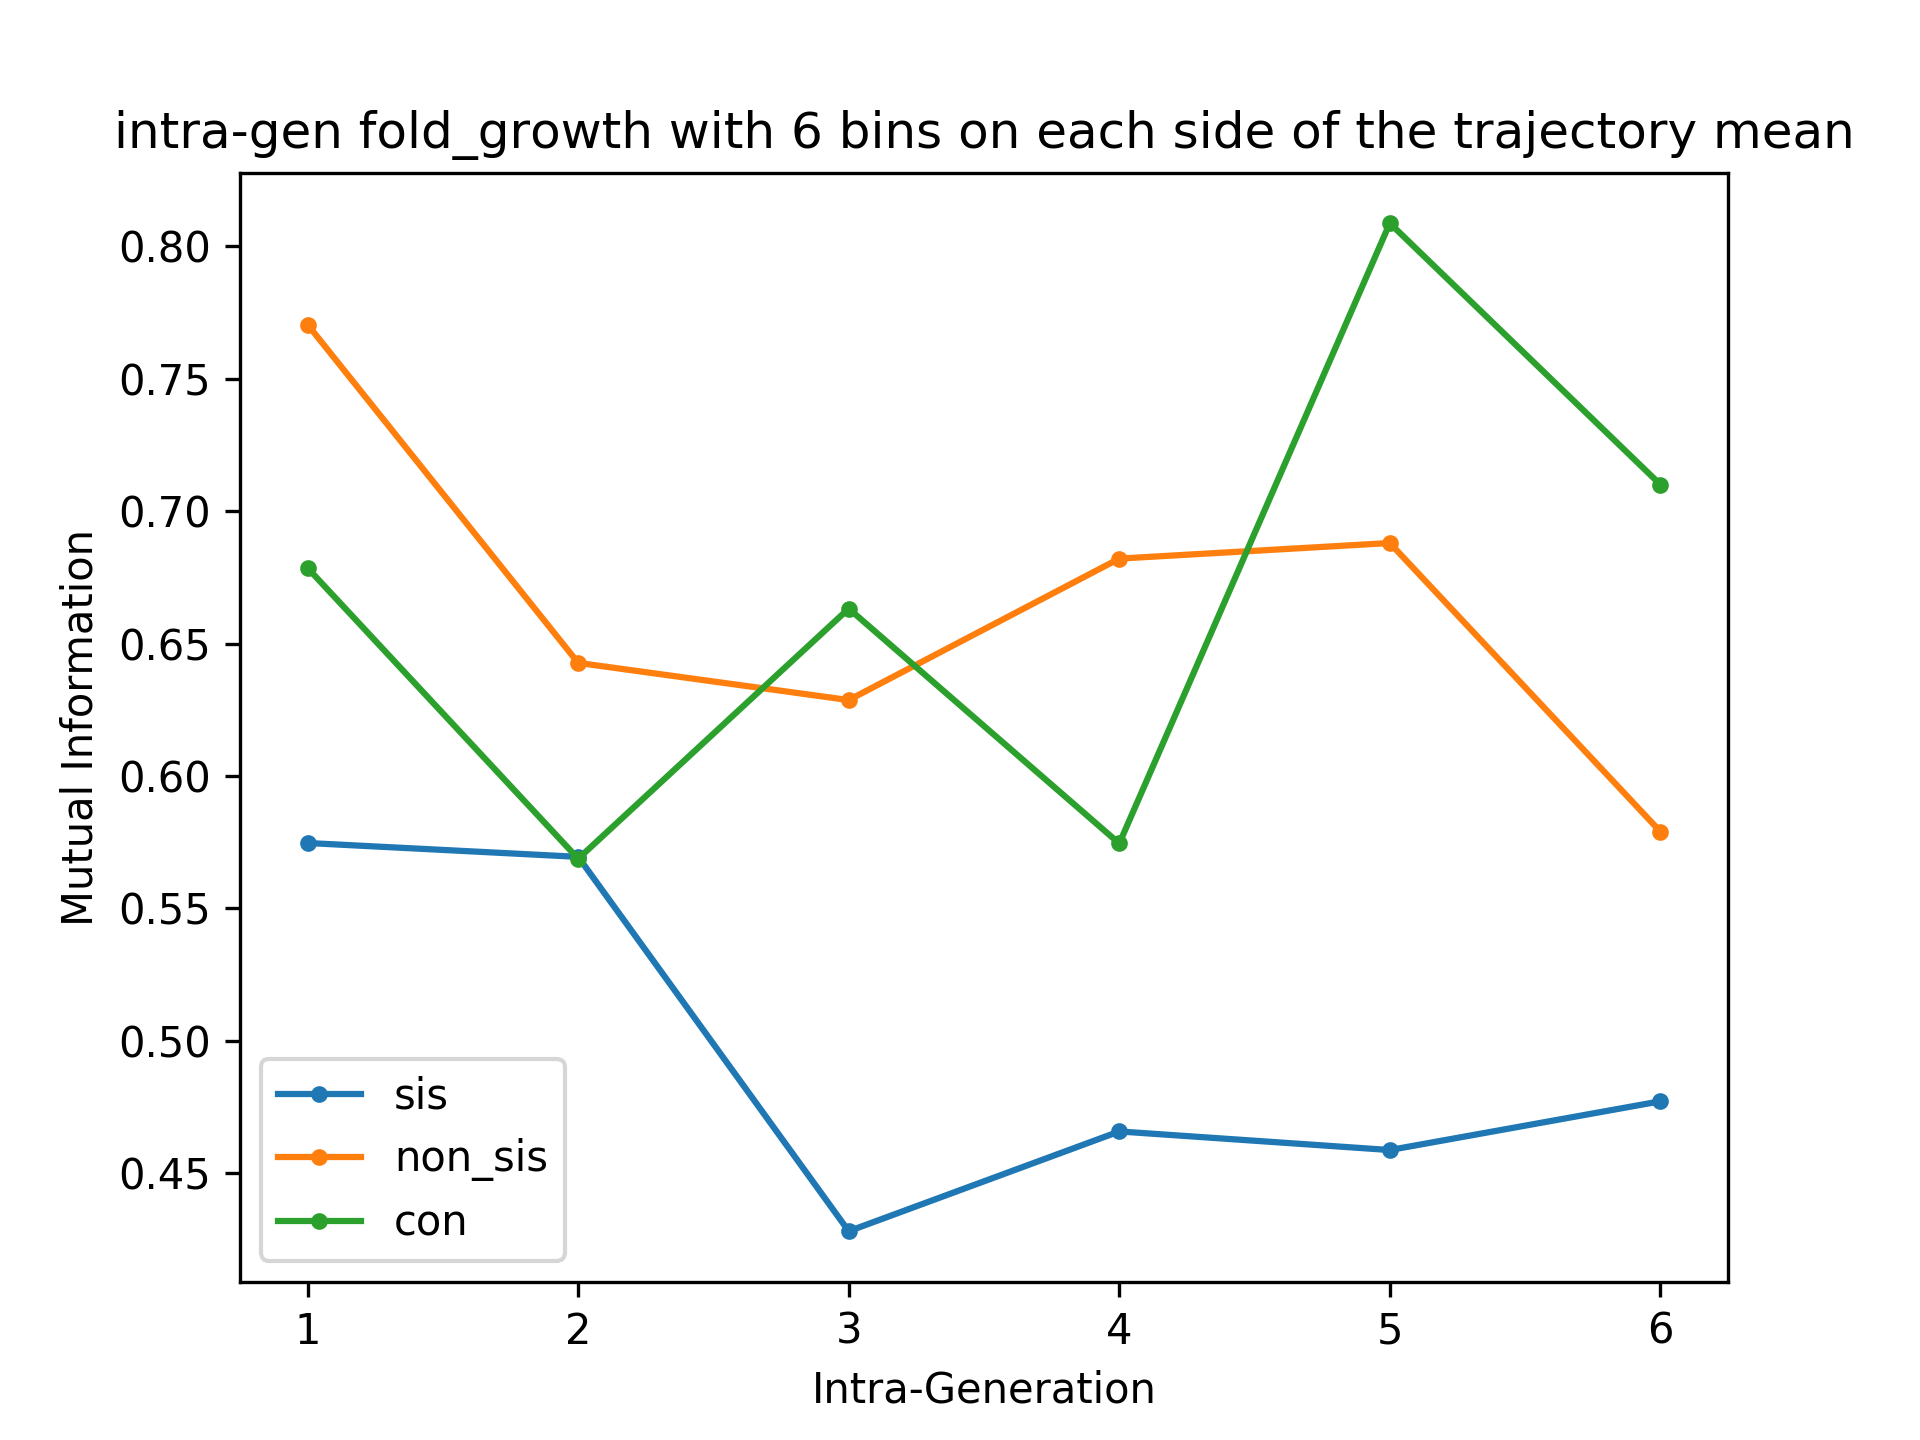 intra-gen fold_growth with 6 bins on each side of the trajectory mean
0.80
0.75
0.70
0.65
0.60
0.55
0.50
0.45
Mutual Information
sis
non_sis
con
1 2 3 4 5 6
Intra-Generation